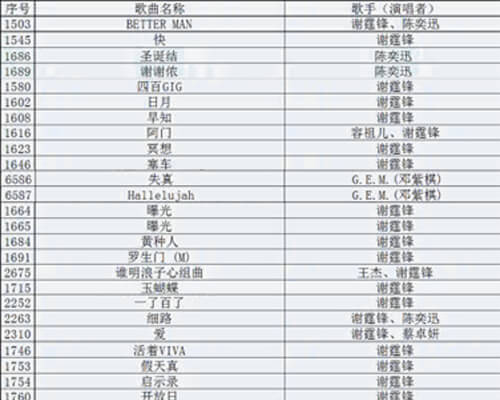 序号 歌曲名称 歌手（演唱者）
1503 BETTER MAN 谢霆锋、陈奕迅
1545 快 谢霆锋
1686 圣诞结 陈奕迅
1689 谢谢侬 陈奕迅
1580 四百GIG 谢霆锋
1602 日月 谢霆锋
1608 早知 谢霆锋
1616 阿门 容祖儿、谢霆锋
1623 冥想 谢霆锋
1646 塞车 谢霆锋
6586 失真 G.E.M.(邓紫棋)
6587 Hallelujah G.E.M.(邓紫棋)
1664 曝光 谢霆锋
1665 曝光 谢霆锋
1684 黄种人 谢霆锋
1691 罗生门 (M) 谢霆锋
2675 谁明浪子心组曲 王杰、谢霆锋
1715 玉蝴蝶 谢霆锋
2252 一了百了 谢霆锋
2263 细路 谢霆锋、陈奕迅
2310 爱 谢霆锋、蔡卓妍
1746 活着VIVA 谢霆锋
1753 假天真 谢霆锋
1754 启示录 谢霆锋
1760 开放日 谢霆锋